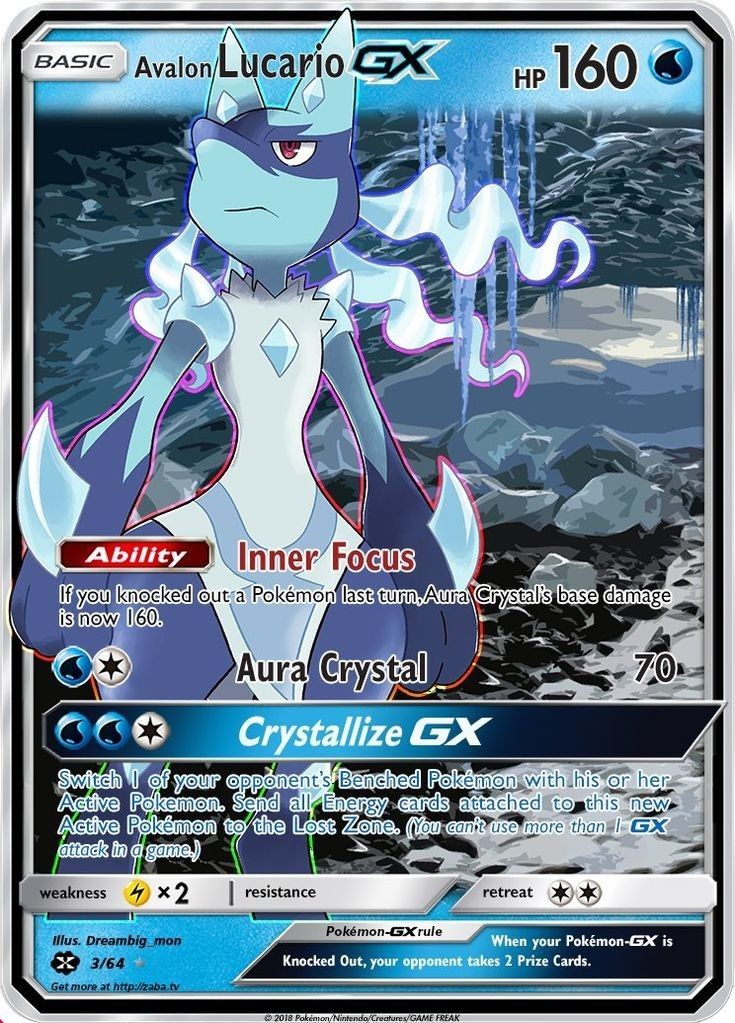 BASIC Avalon Lucario GX HP 160
Ability Inner Focus
If you knocked out a Pokémon last turn, Aura Crystal's base damage
is now 160.
Aura Crystal 70
Crystallize GX
Switch 1 of your opponent's Benched Pokémon with his or her
Active Pokemon. Send all Energy cards attached to this new
Active Pokémon to the Lost Zone. (You can't use more than 1 GX
attack in a game.)
weakness ×2 resistance retreat
Illus. Dreambig_mon
3/64
Get more at http://zaba.tv
Pokémon-GX rule
When your Pokémon-GX is
Knocked Out, your opponent takes 2 Prize Cards.
© 2018 Pokémon/Nintendo/Creatures/GAME FREAK